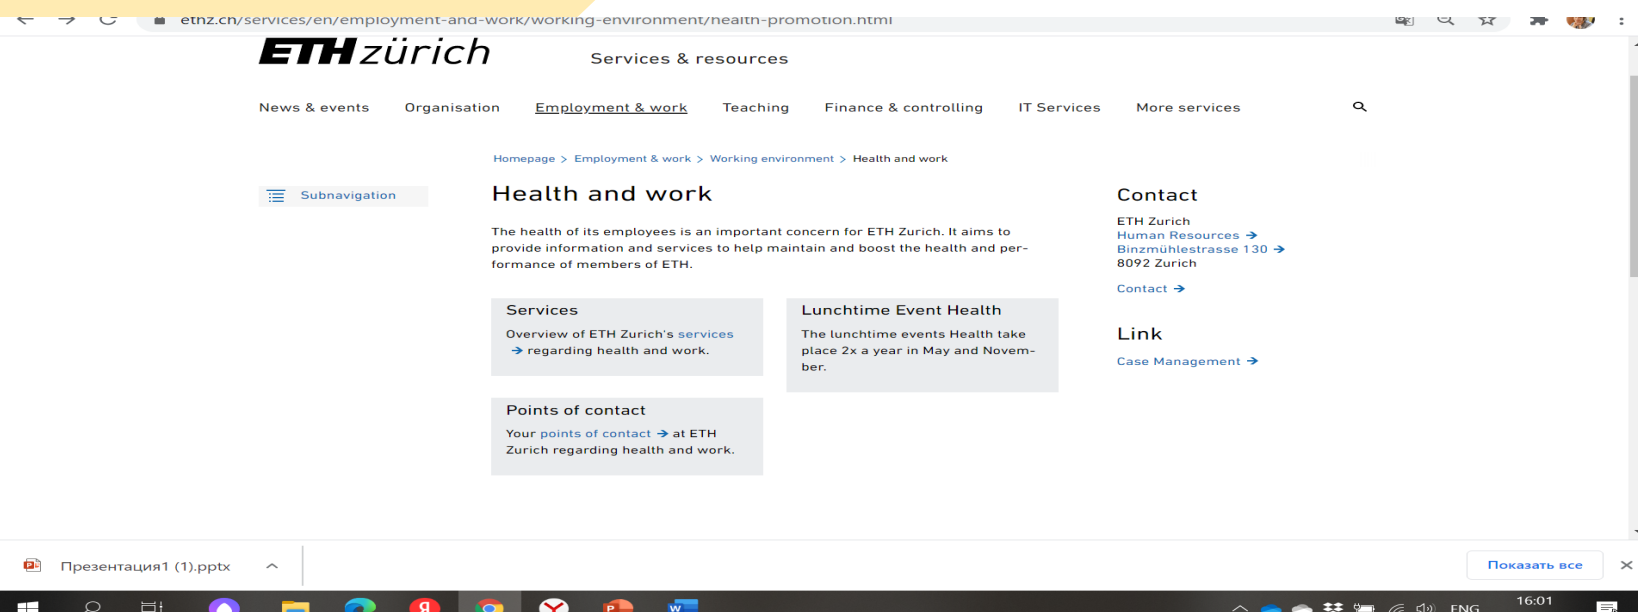 ethz.ch/services/en/employment-and-work/working-environment/health-promotion.html
ETH zürich
Services & resources
News & events Organisation Employment & work Teaching Finance & controlling IT Services More services
Homepage > Employment & work > Working environment > Health and work
Subnavigation
Health and work
The health of its employees is an important concern for ETH Zurich. It aims to
provide information and services to help maintain and boost the health and per-
formance of members of ETH.
Services
Overview of ETH Zurich's services
→ regarding health and work.
Lunchtime Event Health
The lunchtime events Health take
place 2x a year in May and Novem-
ber.
Points of contact
Your points of contact → at ETH
Zurich regarding health and work.
Contact
ETH Zurich
Human Resources →
Binzmühlestrasse 130 →
8092 Zurich
Contact →
Link
Case Management →
Презентация1 (1).pptx
Показать все
ENG
16:01